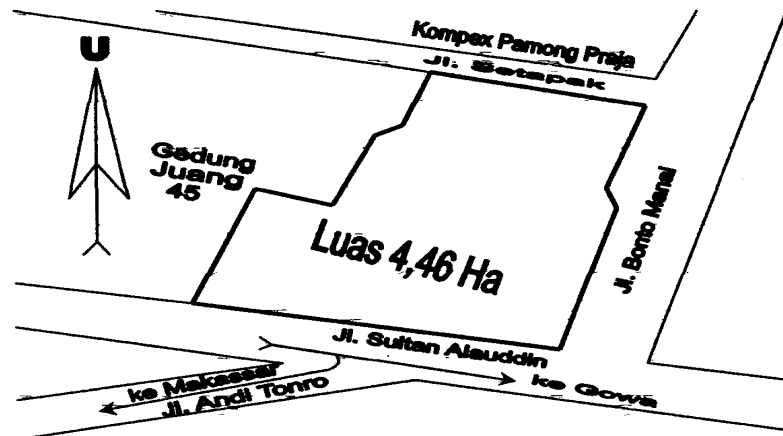 U
Kompex Pamong Praja
Jl. Setapak
Gedung
Juang
45
Luas 4,46 Ha
Jl. Bonto Manai
Jl. Sultan Alauddin
ke Makassar
Jl. Andi Tonro
ke Gowa